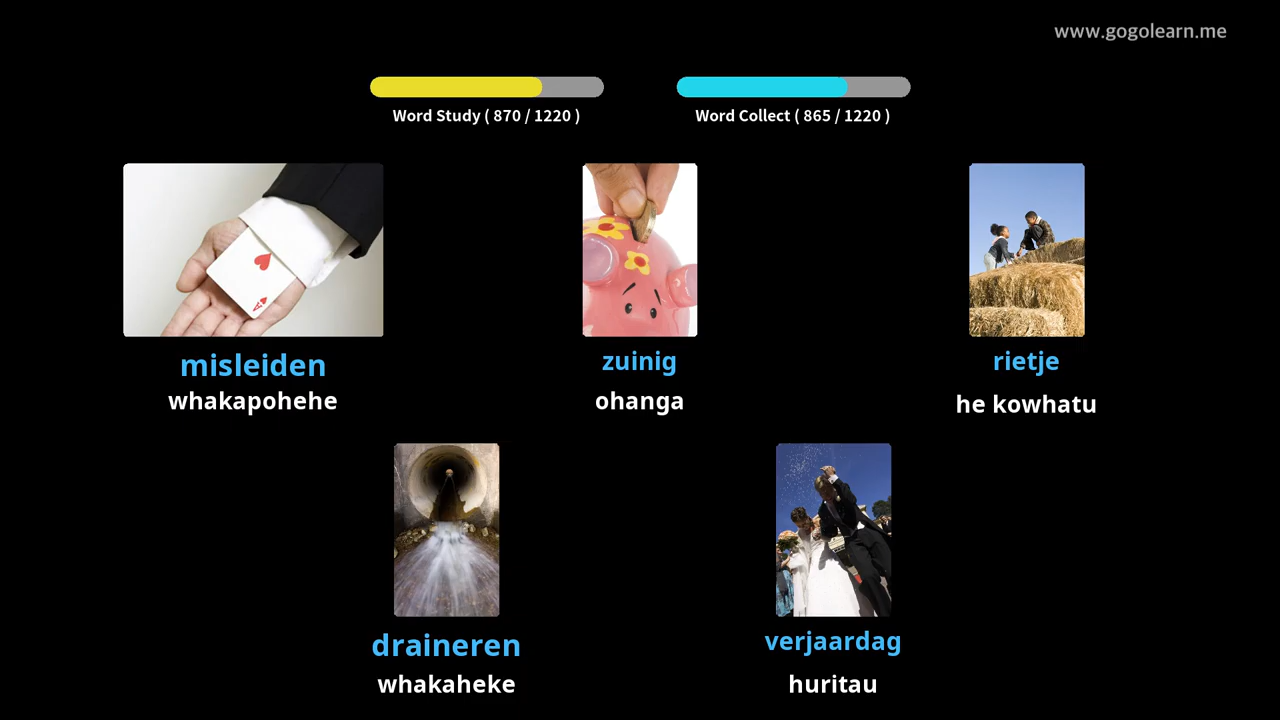 www.gogolearn.me
Word Study ( 870 / 1220 )
Word Collect ( 865 / 1220 )
misleiden
whakapohehe
zuinig
ohanga
rietje
he kowhatu
draineren
whakaheke
verjaardag
huritau